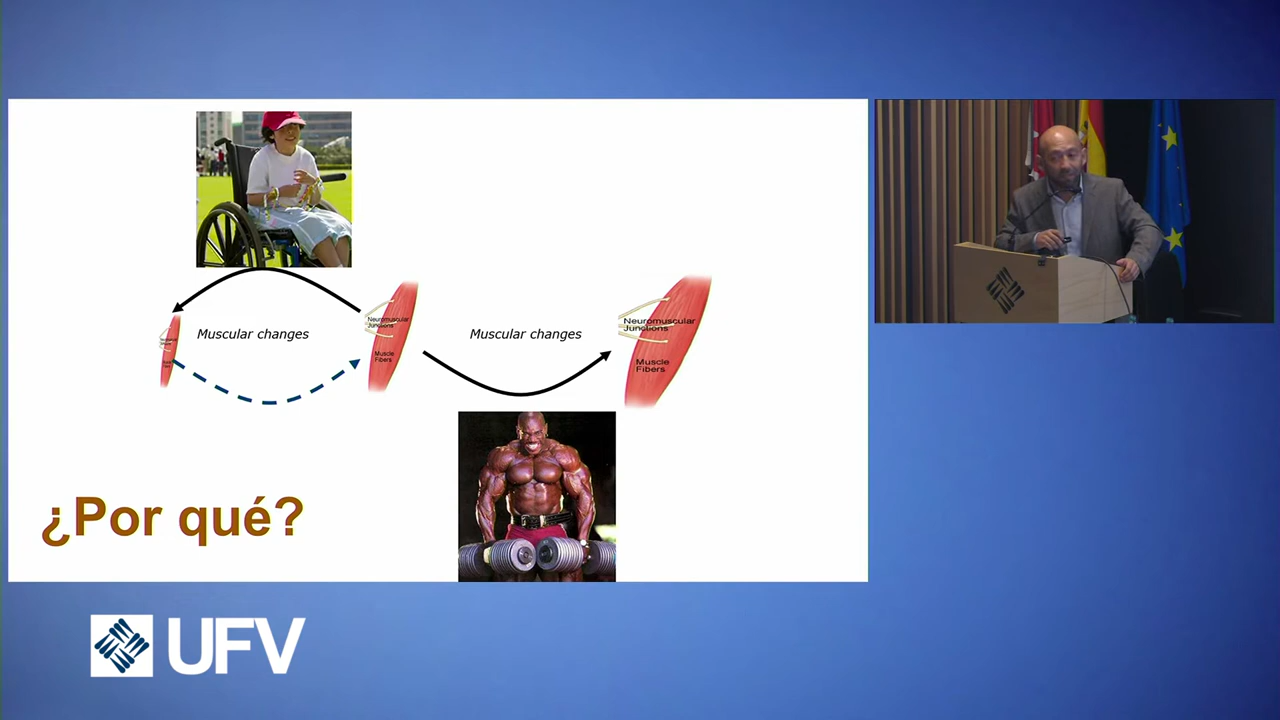 Muscular changes
Neuromuscular
Junctions
Muscle
Fibers
Muscular changes
Neuromuscular
Junctions
Muscle
Fibers
¿Por qué?
UFV